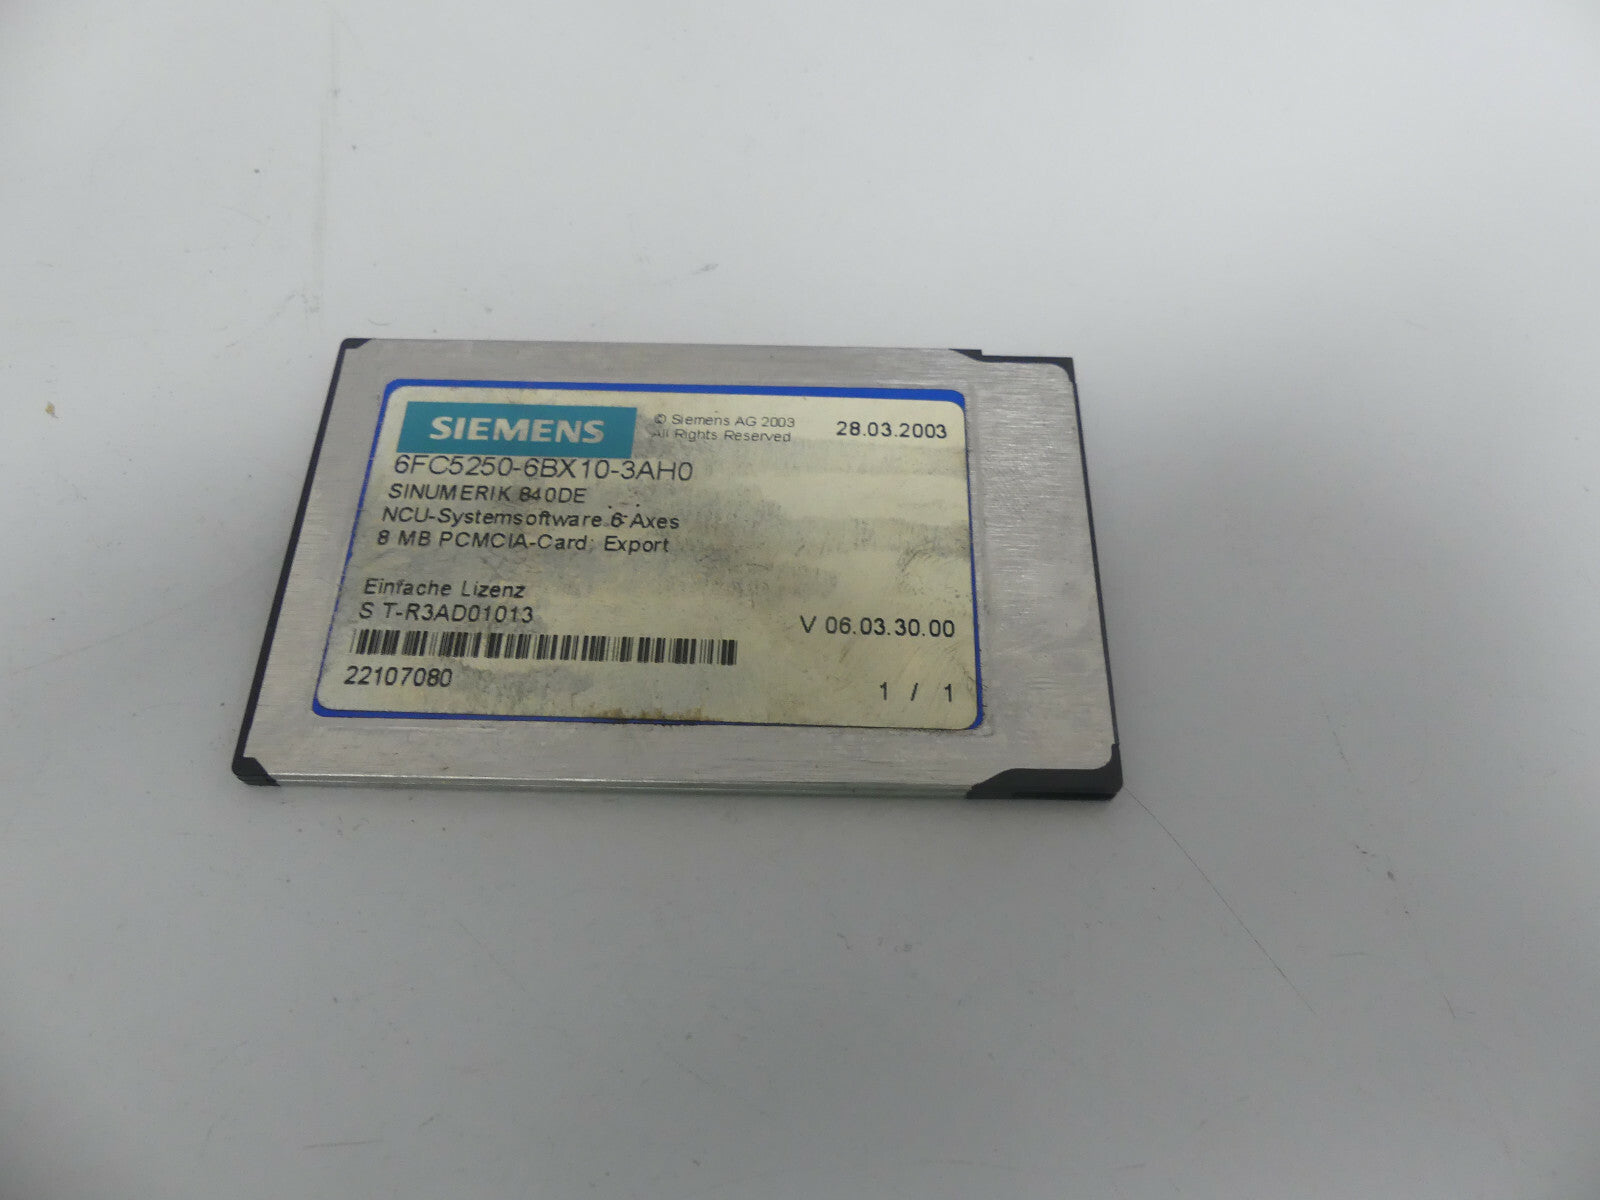 SIEMENS
© Siemens AG 2003
All Rights Reserved
28.03.2003
6FC5250-6BX10-3AH0
SINUMERIK 840DE
NCU-Systemsoftware 6 Axes
8 MB PCMCIA-Card; Export
Einfache Lizenz
S T-R3AD01013
V 06.03.30.00
22107080
1 / 1